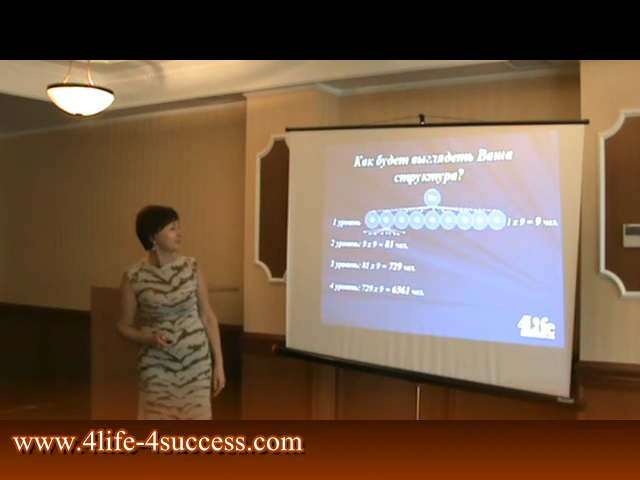 Как будет выглядеть Ваша
структура?
1 уровень 1 x 9 = 9 чел.
2 уровень: 9 x 9 = 81 чел.
3 уровень: 81 x 9 = 729 чел.
4 уровень: 729 x 9 = 6561 чел.
4life
www.4life-4success.com